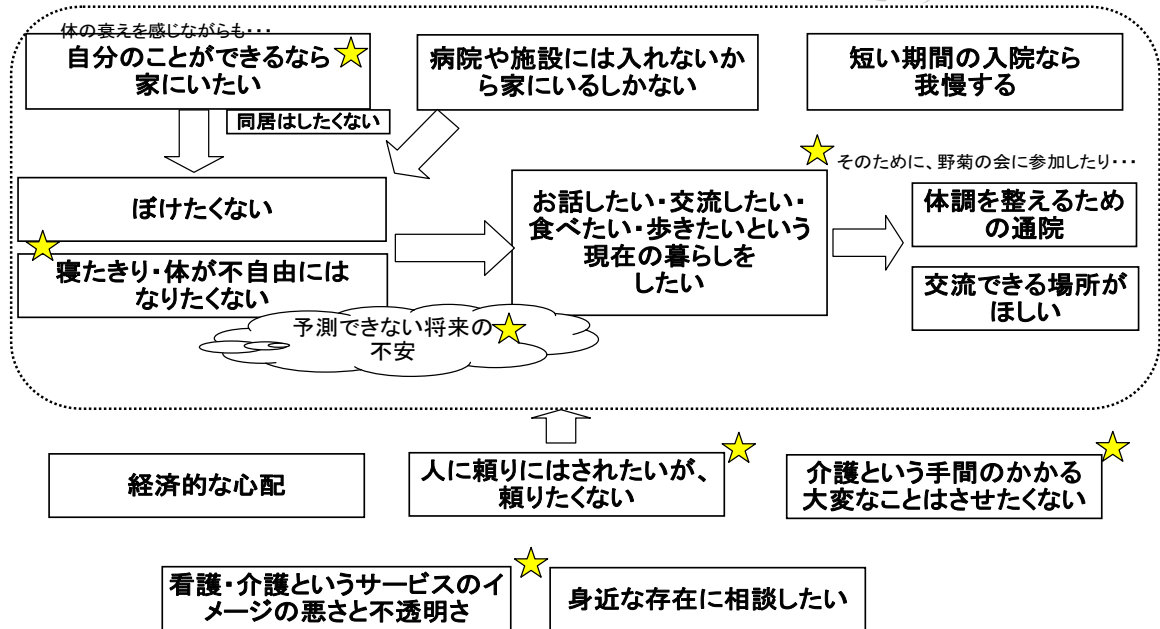 体の衰えを感じながらも・・・
自分のことができるなら
家にいたい
病院や施設には入れないか
ら家にいるしかない
短い期間の入院なら
我慢する
同居はしたくない
そのために、野菊の会に参加したり・・・
ぼけたくない
お話したい・交流したい・
食べたい・歩きたいという
現在の暮らしを
したい
体調を整えるため
の通院
寝たきり・体が不自由には
なりたくない
交流できる場所が
ほしい
予測できない将来の
不安
経済的な心配
人に頼りにはされたいが、
頼りたくない
介護という手間のかかる
大変なことはさせたくない
看護・介護というサービスのイ
メージの悪さと不透明さ
身近な存在に相談したい